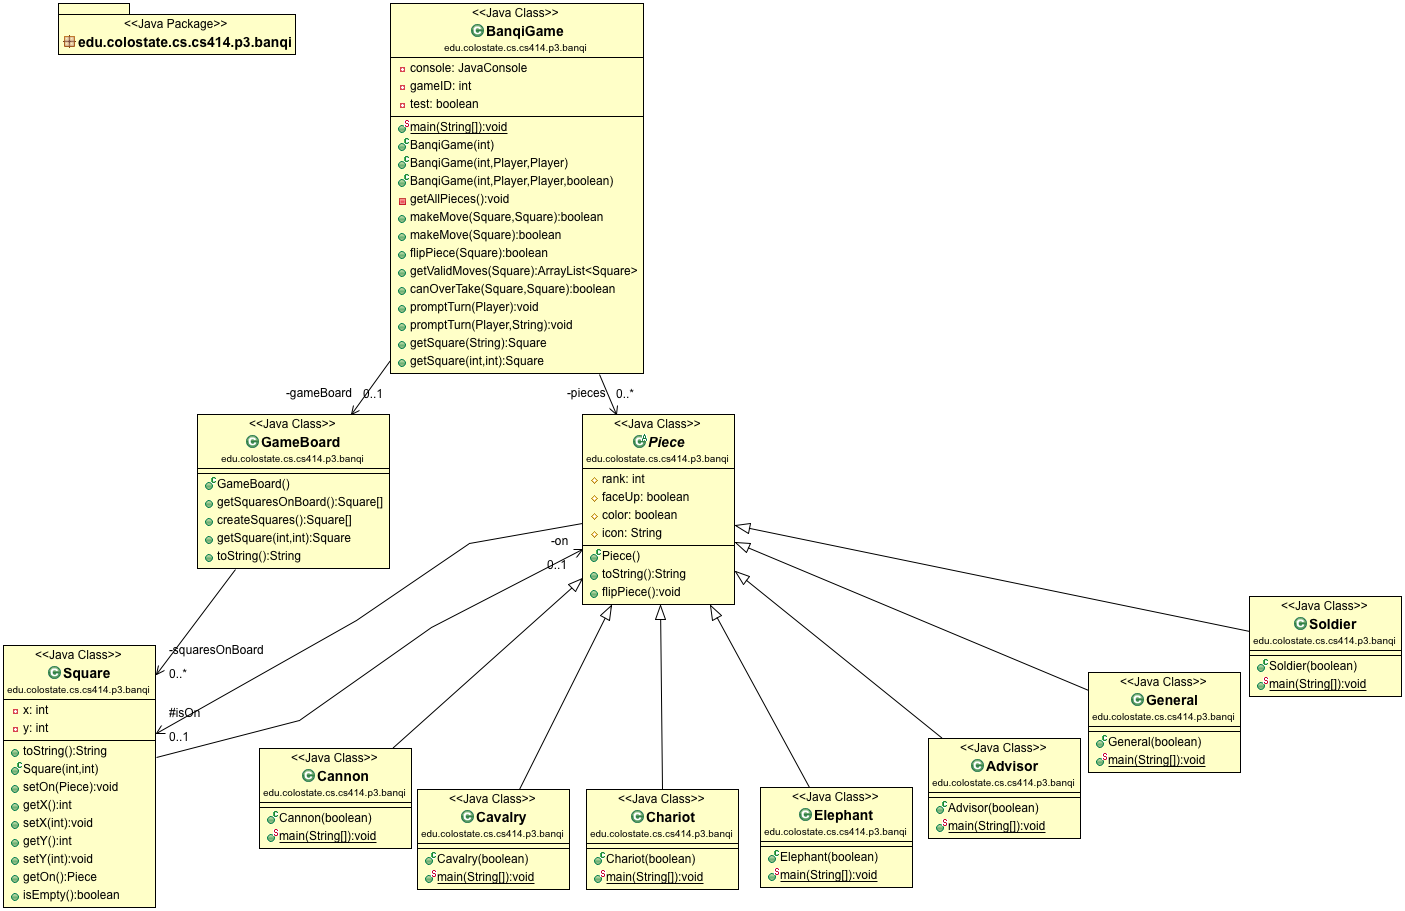 <<Java Package>>
edu.colostate.cs.cs414.p3.banqi
<<Java Class>>
BanqiGame
edu.colostate.cs.cs414.p3.banqi
console: JavaConsole
gameID: int
test: boolean
main(String[]):void
BanqiGame(int)
BanqiGame(int,Player,Player)
BanqiGame(int,Player,Player,boolean)
getAllPieces():void
makeMove(Square,Square):boolean
makeMove(Square):boolean
flipPiece(Square):boolean
getValidMoves(Square):ArrayList<Square>
canOverTake(Square,Square):boolean
promptTurn(Player):void
promptTurn(Player,String):void
getSquare(String):Square
getSquare(int,int):Square
-gameBoard 0..1
-pieces 0..*
<<Java Class>>
GameBoard
edu.colostate.cs.cs414.p3.banqi
GameBoard()
getSquaresOnBoard():Square[]
createSquares():Square[]
getSquare(int,int):Square
toString():String
<<Java Class>>
Piece
edu.colostate.cs.cs414.p3.banqi
rank: int
faceUp: boolean
color: boolean
icon: String
Piece()
toString():String
flipPiece():void
-on
0..1
-squaresOnBoard
0..*
#isOn
0..1
<<Java Class>>
Square
edu.colostate.cs.cs414.p3.banqi
x: int
y: int
toString():String
Square(int,int)
setOn(Piece):void
getX():int
setX(int):void
getY():int
setY(int):void
getOn():Piece
isEmpty():boolean
<<Java Class>>
Cannon
edu.colostate.cs.cs414.p3.banqi
Cannon(boolean)
main(String[]):void
<<Java Class>>
Cavalry
edu.colostate.cs.cs414.p3.banqi
Cavalry(boolean)
main(String[]):void
<<Java Class>>
Chariot
edu.colostate.cs.cs414.p3.banqi
Chariot(boolean)
main(String[]):void
<<Java Class>>
Elephant
edu.colostate.cs.cs414.p3.banqi
Elephant(boolean)
main(String[]):void
<<Java Class>>
Advisor
edu.colostate.cs.cs414.p3.banqi
Advisor(boolean)
main(String[]):void
<<Java Class>>
General
edu.colostate.cs.cs414.p3.banqi
General(boolean)
main(String[]):void
<<Java Class>>
Soldier
edu.colostate.cs.cs414.p3.banqi
Soldier(boolean)
main(String[]):void